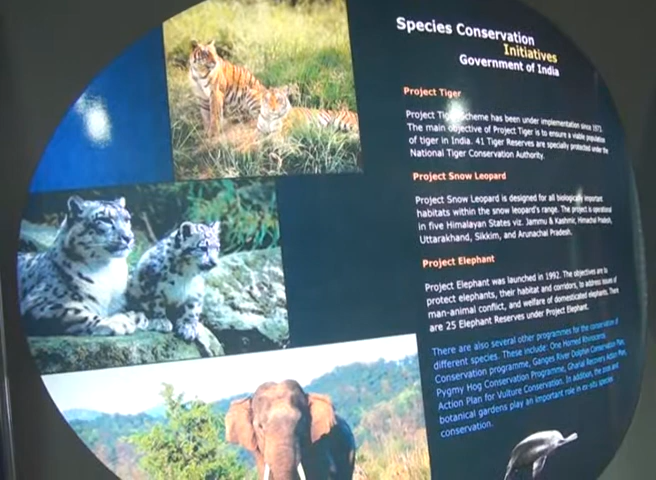 Species Conservation
Initiatives
Government of India
Project Tiger
Project Tiger Scheme has been under implementation since 1973.
The main objective of Project Tiger is to ensure a viable population
of tiger in India. 41 Tiger Reserves are specially protected under the
National Tiger Conservation Authority.
Project Snow Leopard
Project Snow Leopard is designed for all biologically important
habitats within the snow leopard's range. The project is operational
in five Himalayan States viz. Jammu & Kashmir, Himachal Pradesh,
Uttarakhand, Sikkim, and Arunachal Pradesh.
Project Elephant
Project Elephant was launched in 1992. The objectives are to
protect elephants, their habitat and corridors, to address issues of
man-animal conflict, and welfare of domesticated elephants. There
are 25 Elephant Reserves under Project Elephant.
There are also several other programmes for the conservation of
different species. These include: One Horned Rhinoceros
Conservation programme, Ganges River Dolphin Conservation Plan,
Pygmy Hog Conservation Programme, Gharial Recovery Action Plan,
Action Plan for Vulture Conservation. In addition, the zoos and
botanical gardens play an important role in ex-situ species
conservation.